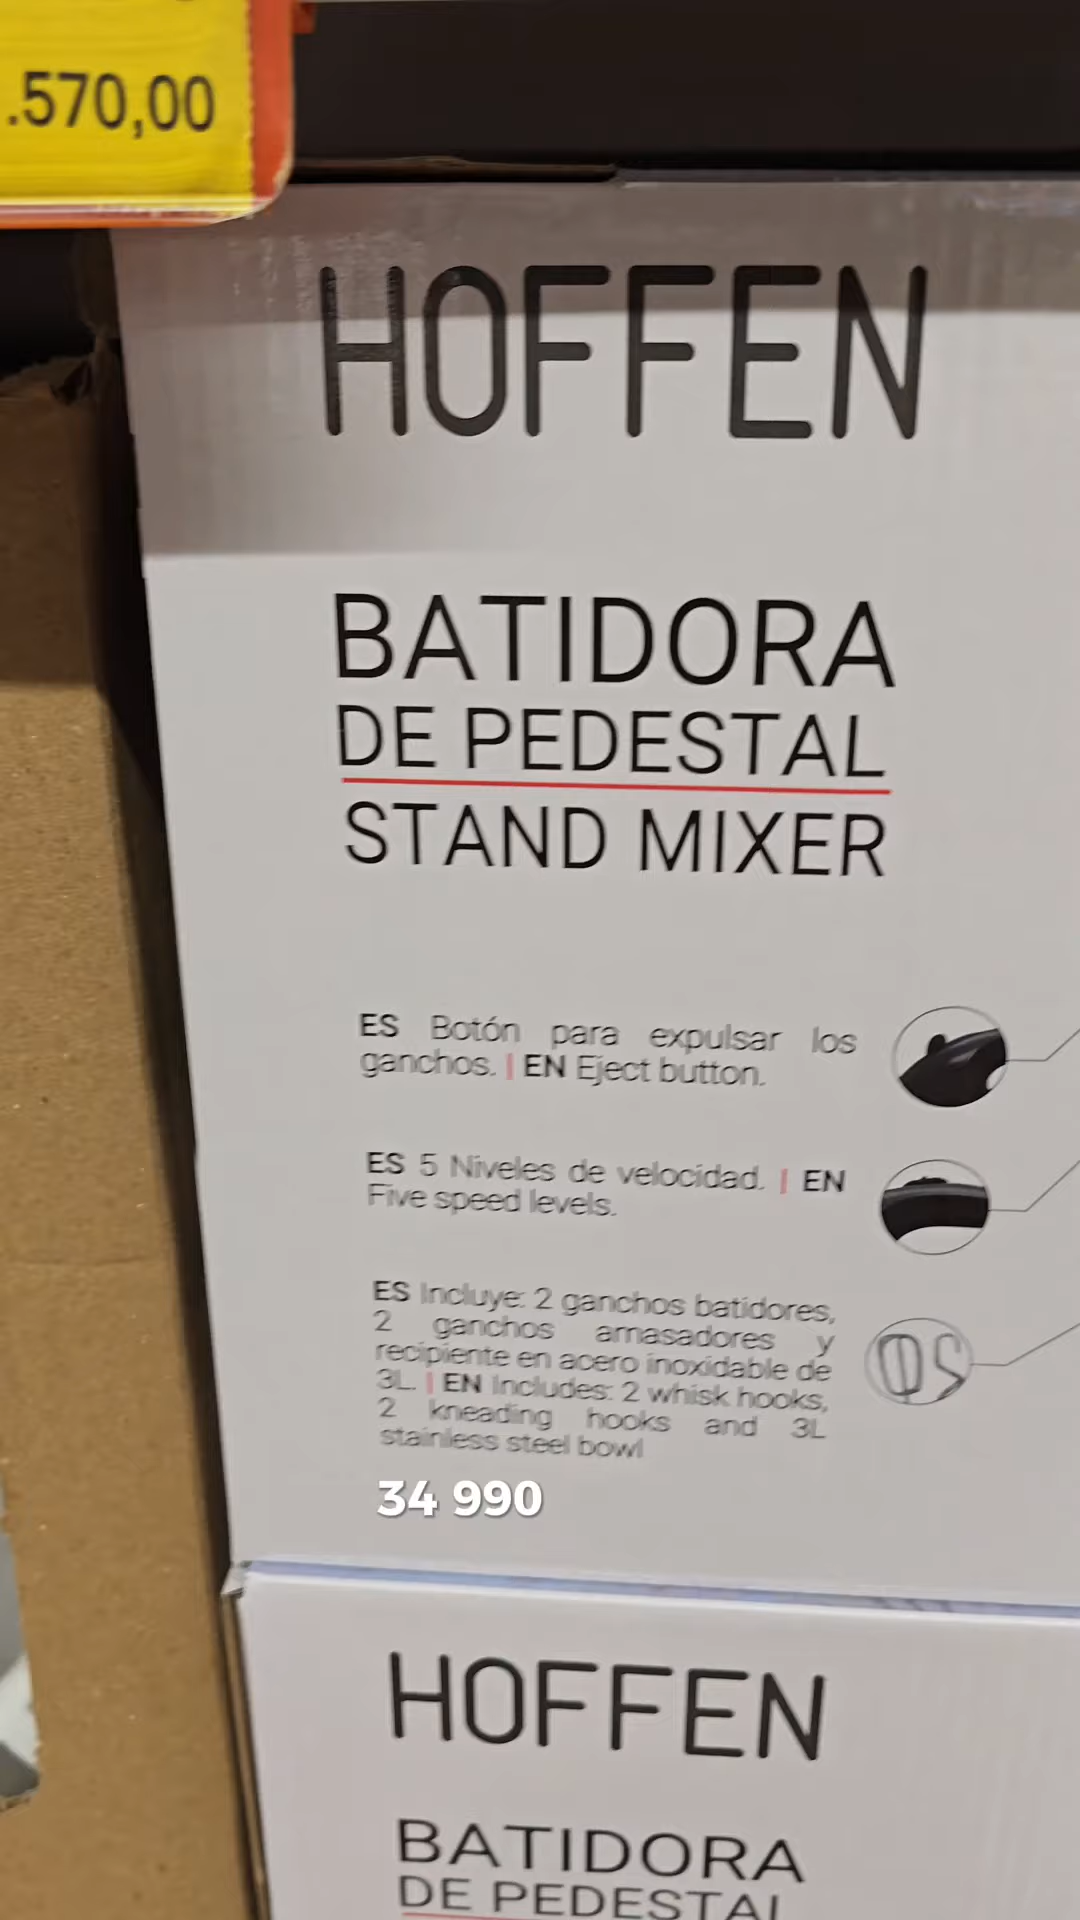 .570,00
HOFFEN
BATIDORA
DE PEDESTAL
STAND MIXER
ES Botón para expulsar los
ganchos. | EN Eject button.
ES 5 Niveles de velocidad. | EN
Five speed levels.
ES Incluye: 2 ganchos batidores,
2 ganchos amasadores y
recipiente en acero inoxidable de
3L. | EN Includes: 2 whisk hooks,
2 kneading hooks and 3L
stainless steel bowl
34 990
HOFFEN
BATIDORA
DE PEDESTAL